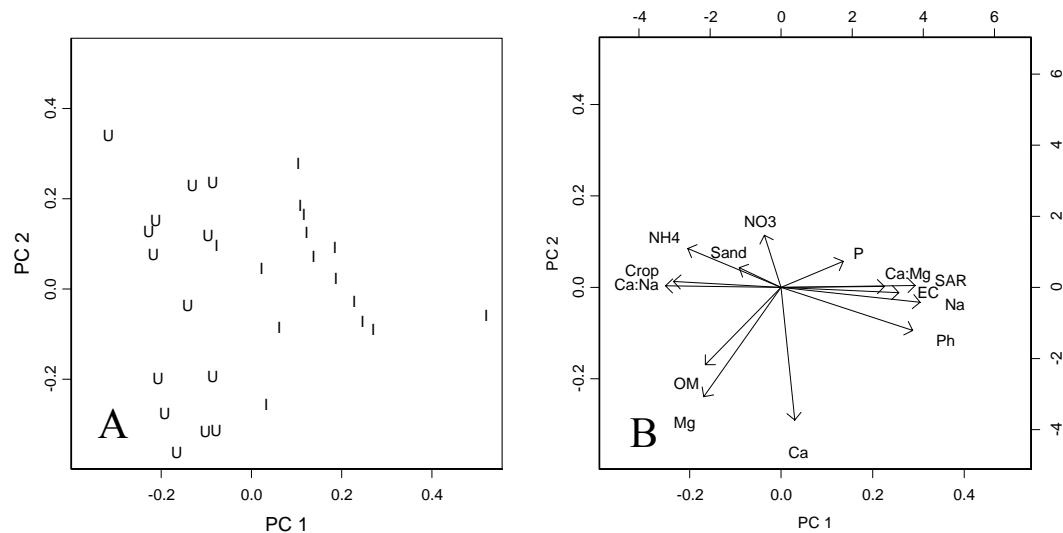 0.4
0.2
0.0
-0.2
PC 2
U
I
U U
I
U
I
U
I
U
I
I
U
I
I
I
U
I
I
I
I
I
U U
I
U
U U
U
A
-0.2 0.0 0.2 0.4
PC 1
-4 -2 0 2 4 6
0.4
0.2
0.0
-0.2
PC 2
6
4
2
0
-2
-4
NO3
NH4
Sand
P
Crop
Ca:Mg
SAR
Ca:Na
EC
Na
Ph
OM
Mg
Ca
B
-0.2 0.0 0.2 0.4
PC 1